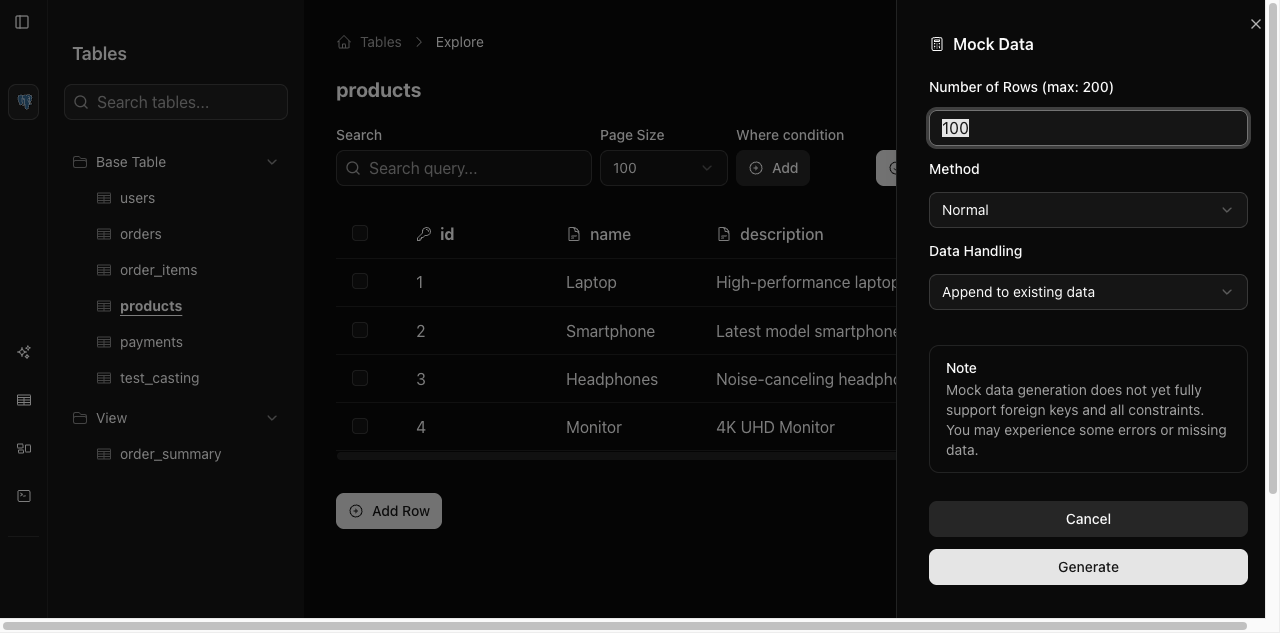 Tables
Search tables...
Base Table
users
orders
order_items
products
payments
test_casting
View
order_summary
Tables
Explore
products
Search
Page Size
Where condition
Search query...
100
Add
id
name
description
1
Laptop
High-performance laptop
2
Smartphone
Latest model smartphone
3
Headphones
Noise-canceling headpho
4
Monitor
4K UHD Monitor
Add Row
Mock Data
Number of Rows (max: 200)
100
Method
Normal
Data Handling
Append to existing data
Note
Mock data generation does not yet fully
support foreign keys and all constraints.
You may experience some errors or missing
data.
Cancel
Generate